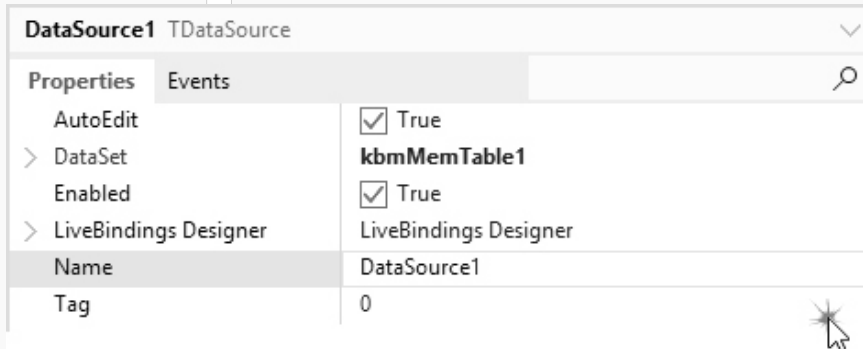 DataSource1 TDataSource
Properties Events
AutoEdit True
DataSet kbmMemTable1
Enabled True
LiveBindings Designer LiveBindings Designer
Name DataSource1
Tag 0